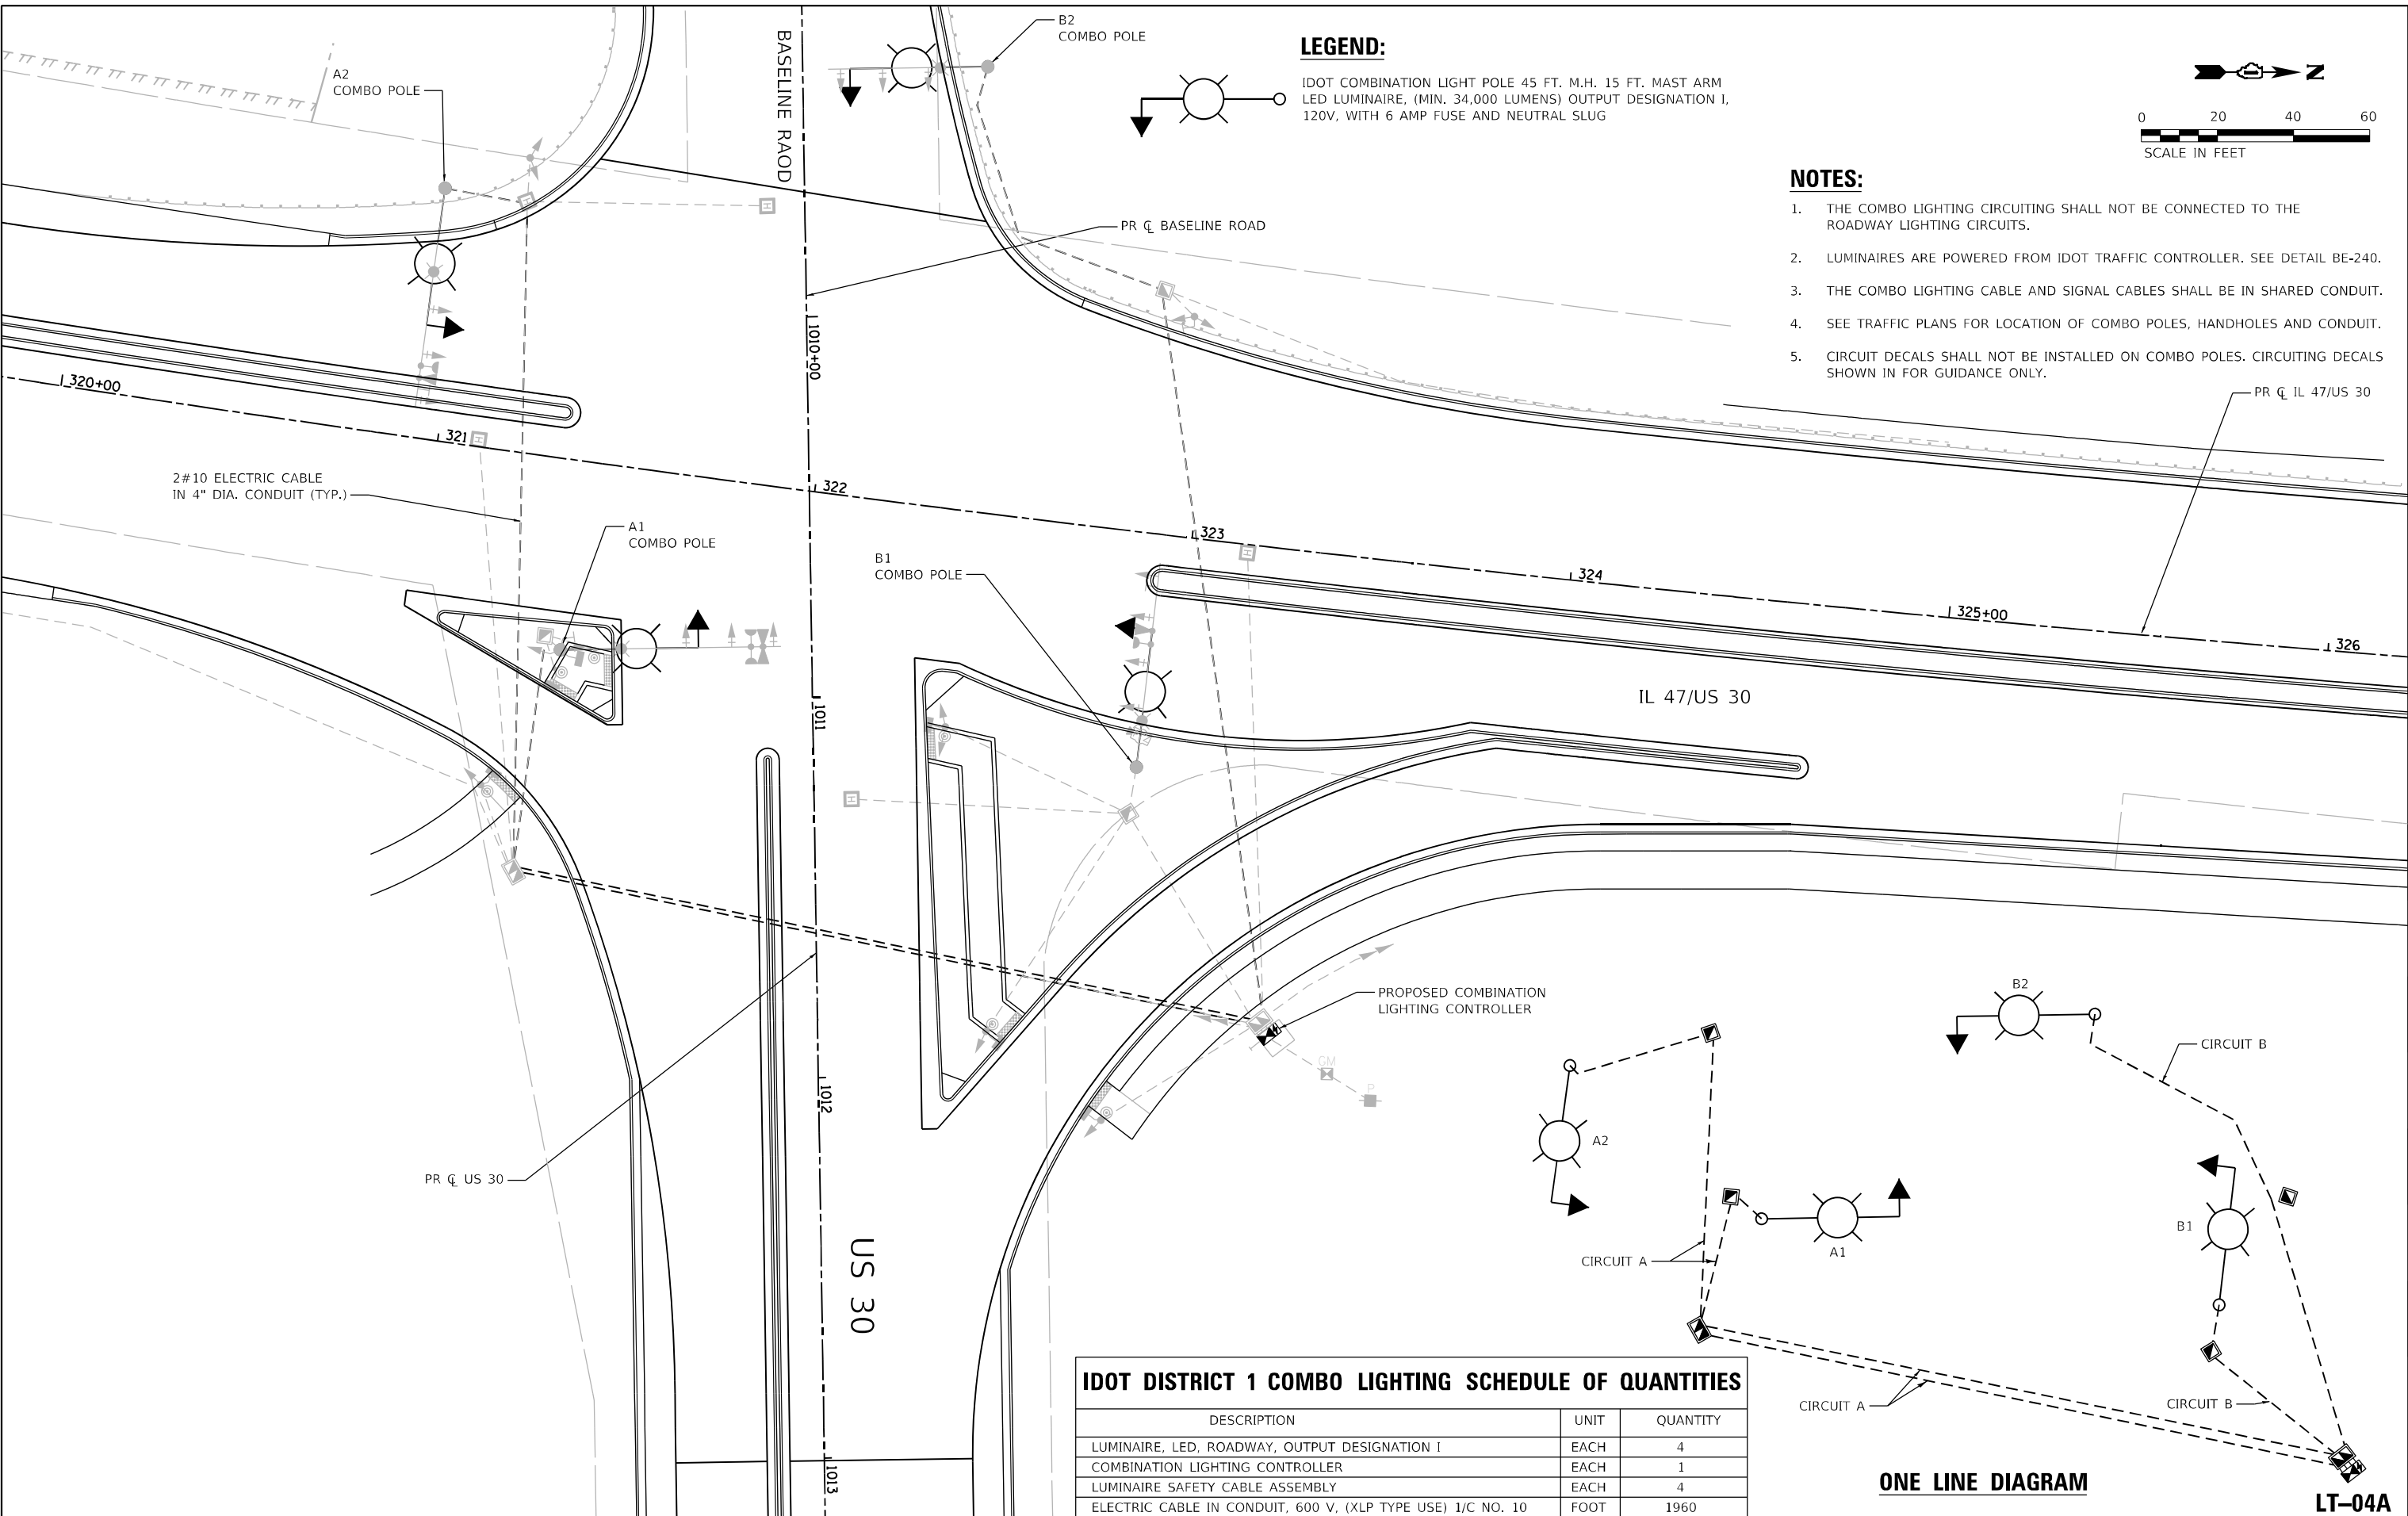 B2
COMBO POLE
A2
COMBO POLE
BASELINE RAOD
LEGEND:
IDOT COMBINATION LIGHT POLE 45 FT. M.H. 15 FT. MAST ARM
LED LUMINAIRE, (MIN. 34,000 LUMENS) OUTPUT DESIGNATION I,
120V, WITH 6 AMP FUSE AND NEUTRAL SLUG
N
0 20 40 60
SCALE IN FEET
NOTES:
1. THE COMBO LIGHTING CIRCUITING SHALL NOT BE CONNECTED TO THE
ROADWAY LIGHTING CIRCUITS.
2. LUMINAIRES ARE POWERED FROM IDOT TRAFFIC CONTROLLER. SEE DETAIL BE-240.
3. THE COMBO LIGHTING CABLE AND SIGNAL CABLES SHALL BE IN SHARED CONDUIT.
4. SEE TRAFFIC PLANS FOR LOCATION OF COMBO POLES, HANDHOLES AND CONDUIT.
5. CIRCUIT DECALS SHALL NOT BE INSTALLED ON COMBO POLES. CIRCUITING DECALS
SHOWN IN FOR GUIDANCE ONLY.
PR ℄ BASELINE ROAD
PR ℄ IL 47/US 30
1010+00
320+00
321
322
323
324
325+00
326
H
H
H
H
2#10 ELECTRIC CABLE
IN 4" DIA. CONDUIT (TYP.)
A1
COMBO POLE
B1
COMBO POLE
IL 47/US 30
1011
1012
1013
PROPOSED COMBINATION
LIGHTING CONTROLLER
GM
P
PR ℄ US 30
US 30
B2
CIRCUIT B
A2
A1
B1
CIRCUIT A
CIRCUIT A
CIRCUIT B
ONE LINE DIAGRAM
IDOT DISTRICT 1 COMBO LIGHTING SCHEDULE OF QUANTITIES
DESCRIPTION UNIT QUANTITY
LUMINAIRE, LED, ROADWAY, OUTPUT DESIGNATION I EACH 4
COMBINATION LIGHTING CONTROLLER EACH 1
LUMINAIRE SAFETY CABLE ASSEMBLY EACH 4
ELECTRIC CABLE IN CONDUIT, 600 V, (XLP TYPE USE) 1/C NO. 10 FOOT 1960
LT-04A